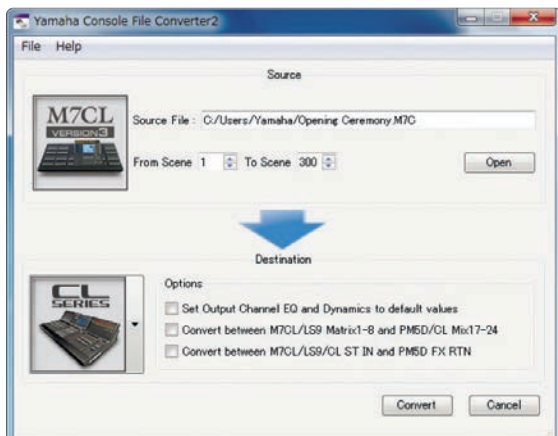 Yamaha Console File Converter2
File Help
Source
M7CL
VERSION3
Source File : C:/Users/Yamaha/Opening Ceremony.M7C
From Scene 1 To Scene 300
Open
Destination
CL
SERIES
Options
Set Output Channel EQ and Dynamics to default values
Convert between M7CL/LS9 Matrix1-8 and PM5D/CL Mix17-24
Convert between M7CL/LS9/CL ST IN and PM5D FX RTN
Convert Cancel